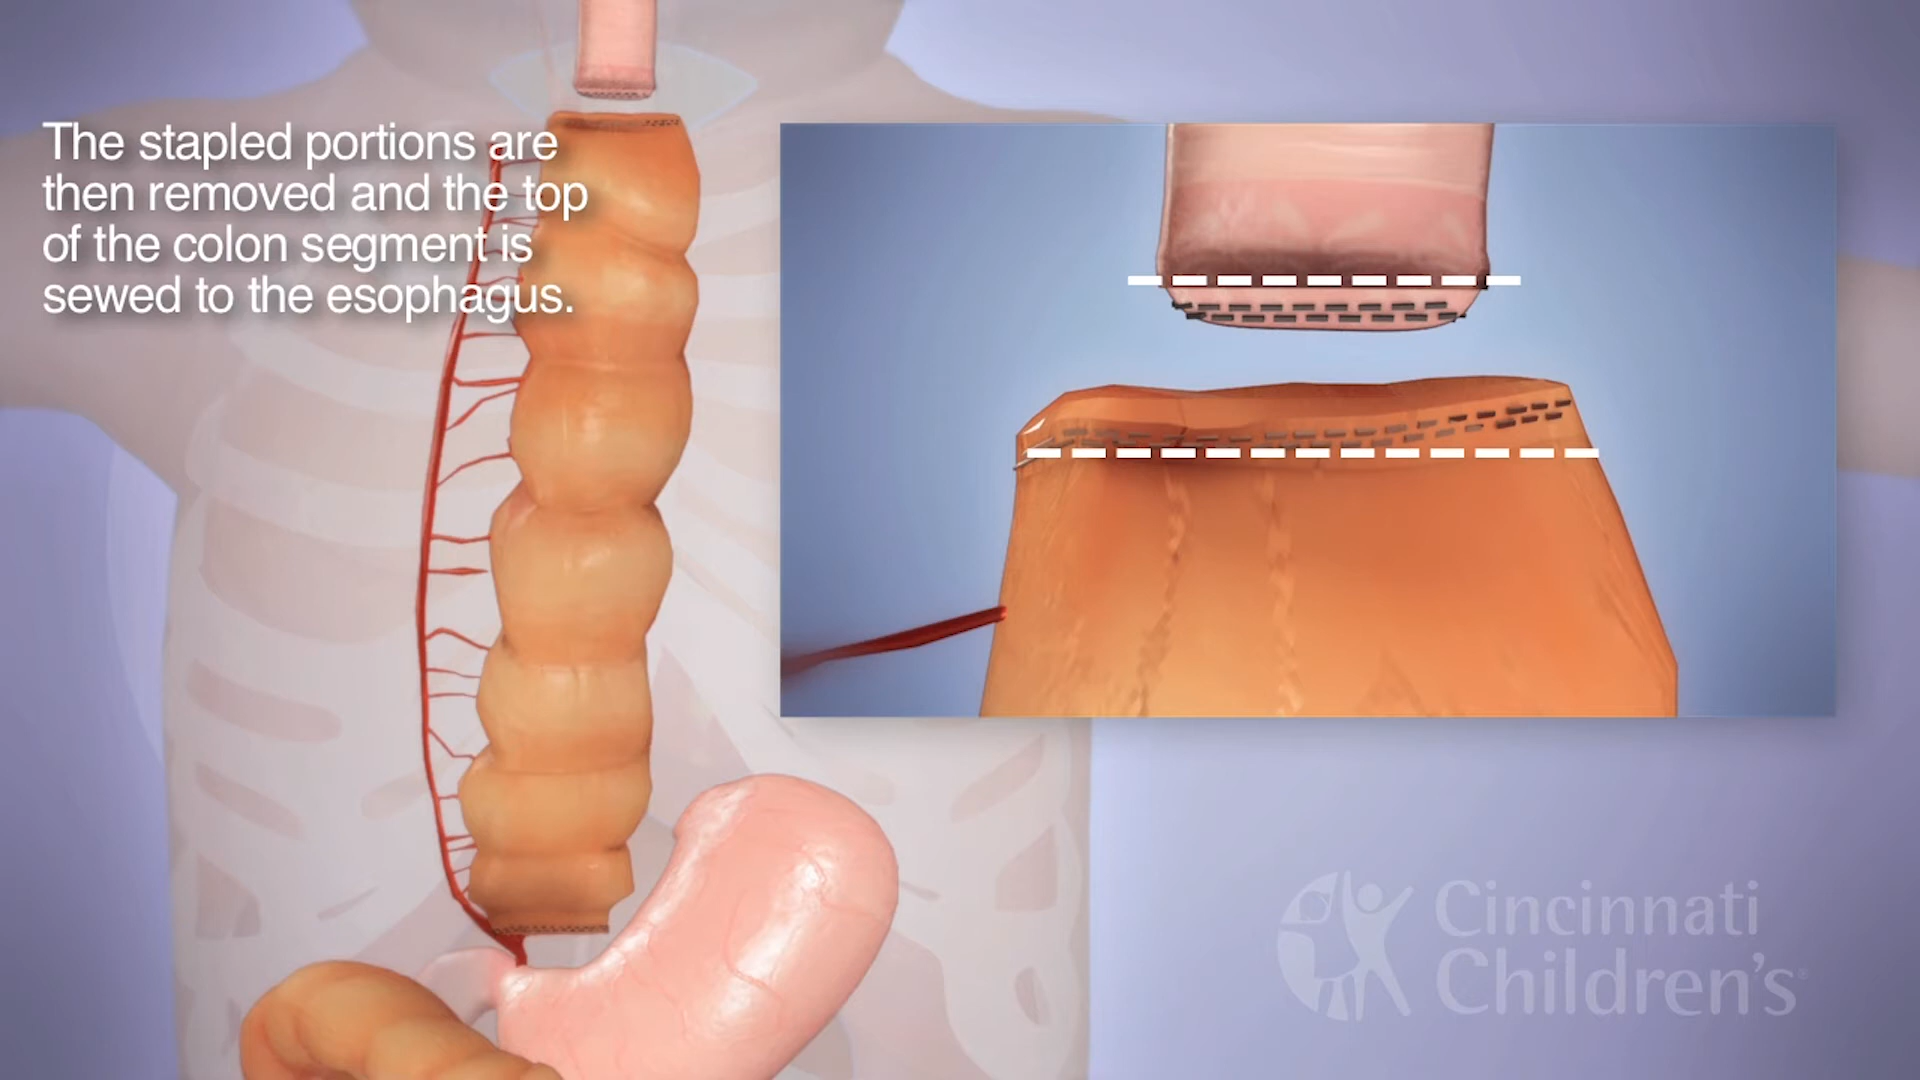 The stapled portions are
then removed and the top
of the colon segment is
sewed to the esophagus.
Cincinnati
Children's